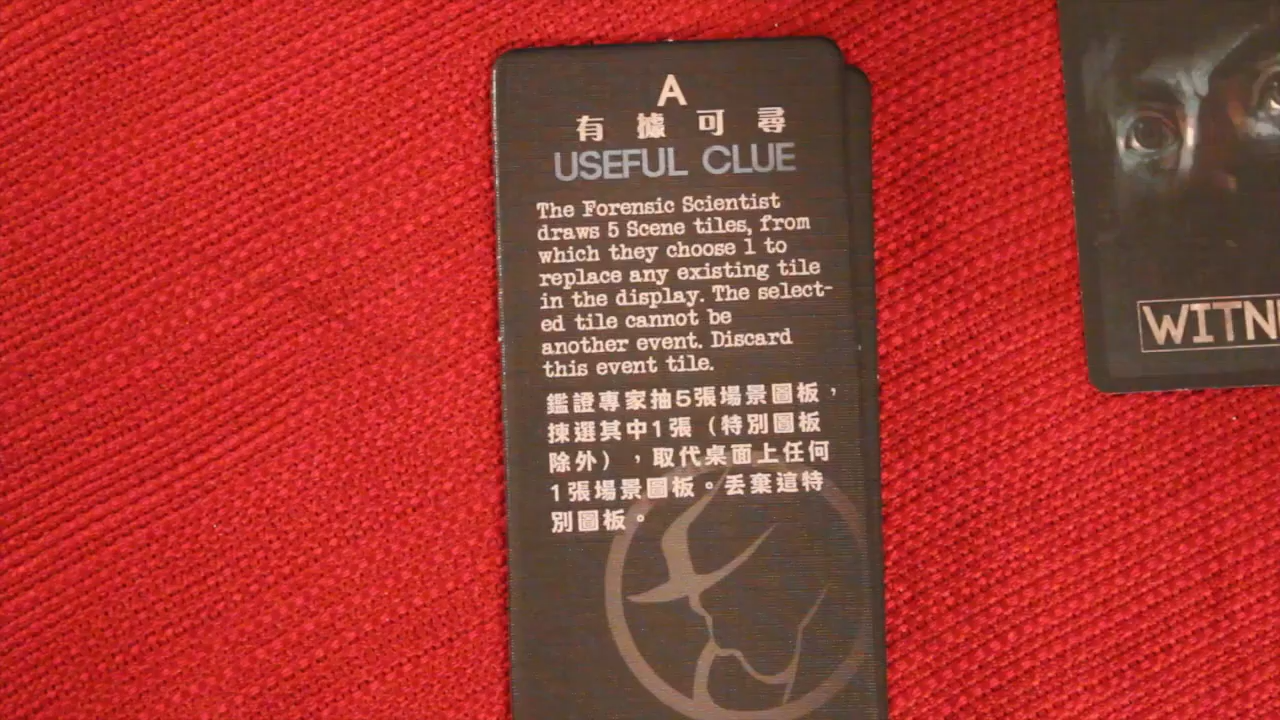 A
有據可尋
USEFUL CLUE
The Forensic Scientist
draws 5 Scene tiles, from
which they choose 1 to
replace any existing tile
in the display. The select-
ed tile cannot be
another event. Discard
this event tile.
鑑證專家抽5張場景圖板，
揀選其中1張（特別圖板
除外），取代桌面上任何
1張場景圖板。丟棄這特
別圖板。
WITN